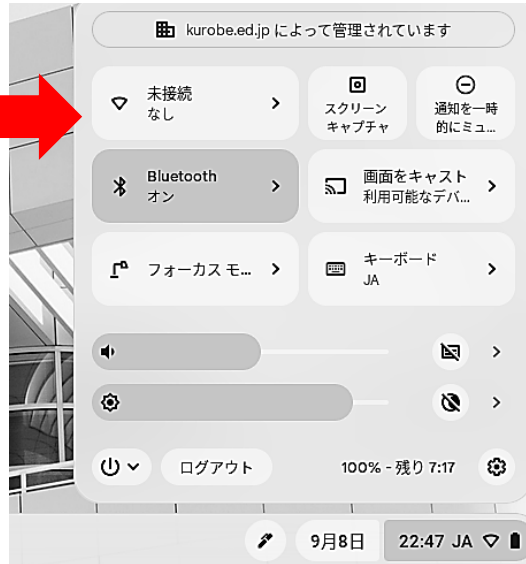 kurobe.ed.jp によって管理されています
未接続
なし
スクリーン
キャプチャ
通知を一時
的にミュ...
Bluetooth
オン
画面をキャスト
利用可能なデバ...
フォーカス モ...
キーボード
JA
ログアウト
100% - 残り 7:17
9月8日
22:47 JA